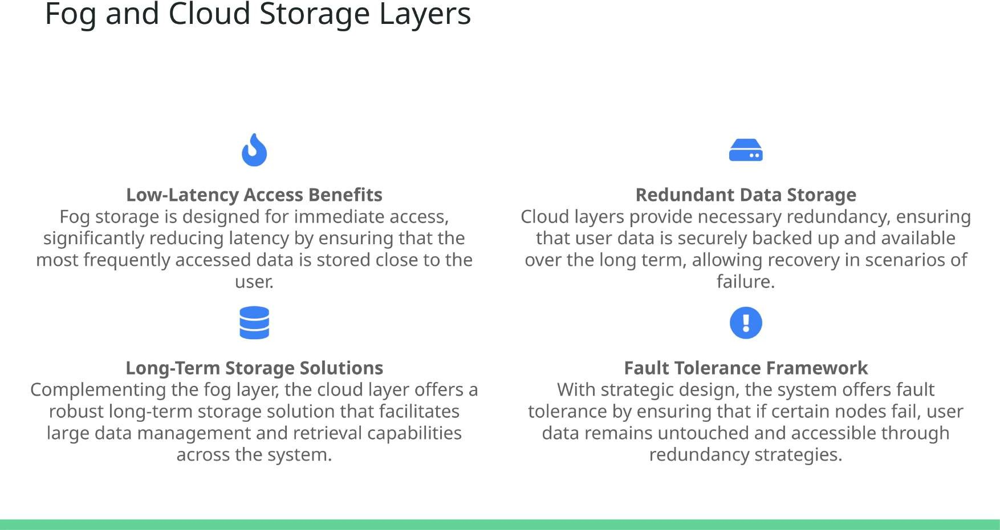 Fog and Cloud Storage Layers
Low-Latency Access Benefits
Fog storage is designed for immediate access,
significantly reducing latency by ensuring that the
most frequently accessed data is stored close to the
user.
Redundant Data Storage
Cloud layers provide necessary redundancy, ensuring
that user data is securely backed up and available
over the long term, allowing recovery in scenarios of
failure.
Long-Term Storage Solutions
Complementing the fog layer, the cloud layer offers a
robust long-term storage solution that facilitates
large data management and retrieval capabilities
across the system.
Fault Tolerance Framework
With strategic design, the system offers fault
tolerance by ensuring that if certain nodes fail, user
data remains untouched and accessible through
redundancy strategies.